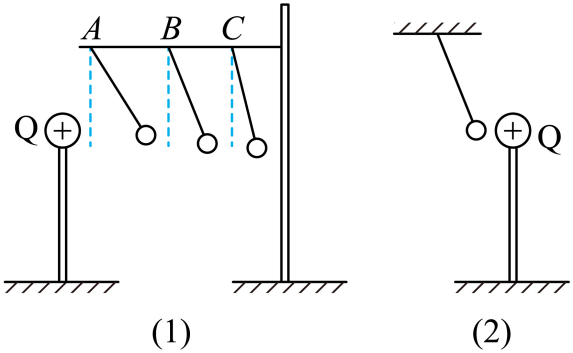 A B C
Q +
+ Q
(1) (2)